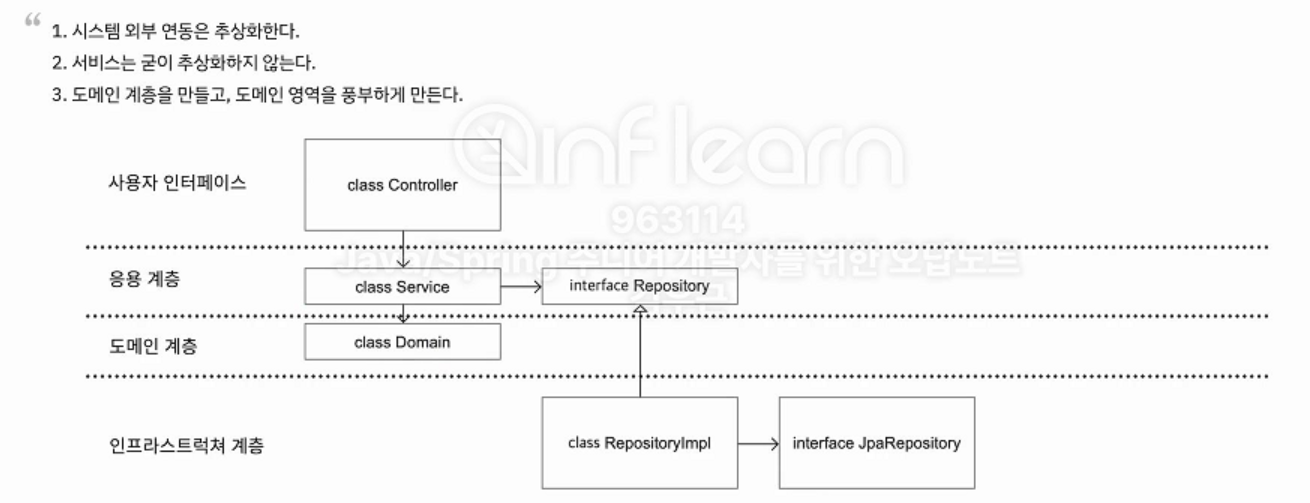 “
1. 시스템 외부 연동은 추상화한다.
2. 서비스는 굳이 추상화하지 않는다.
3. 도메인 계층을 만들고, 도메인 영역을 풍부하게 만든다.
inflearn
사용자 인터페이스
class Controller
963114
Java/Spring 주니어 개발자를 위한 오답노트
응용 계층
class Service
interface Repository
도메인 계층
class Domain
인프라스트럭쳐 계층
class RepositoryImpl
interface JpaRepository